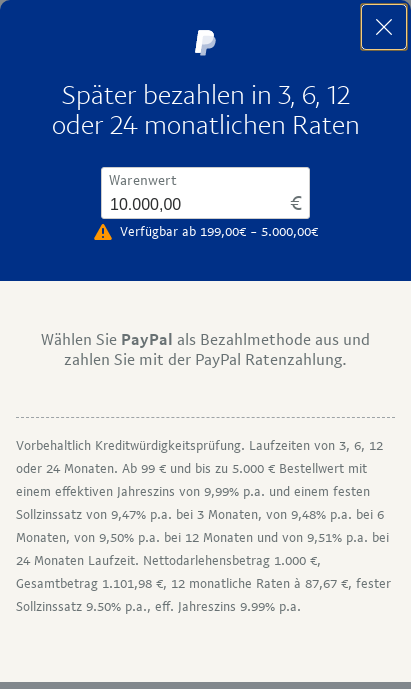 Später bezahlen in 3, 6, 12
oder 24 monatlichen Raten
Warenwert
10.000,00 €
Verfügbar ab 199,00€ – 5.000,00€
Wählen Sie PayPal als Bezahlmethode aus und
zahlen Sie mit der PayPal Ratenzahlung.
Vorbehaltlich Kreditwürdigkeitsprüfung. Laufzeiten von 3, 6, 12
oder 24 Monaten. Ab 99 € und bis zu 5.000 € Bestellwert mit
einem effektiven Jahreszins von 9,99% p.a. und einem festen
Sollzinssatz von 9,47% p.a. bei 3 Monaten, von 9,48% p.a. bei 6
Monaten, von 9,50% p.a. bei 12 Monaten und von 9,51% p.a. bei
24 Monaten Laufzeit. Nettodarlehensbetrag 1.000 €,
Gesamtbetrag 1.101,98 €, 12 monatliche Raten à 87,67 €, fester
Sollzinssatz 9.50% p.a., eff. Jahreszins 9.99% p.a.